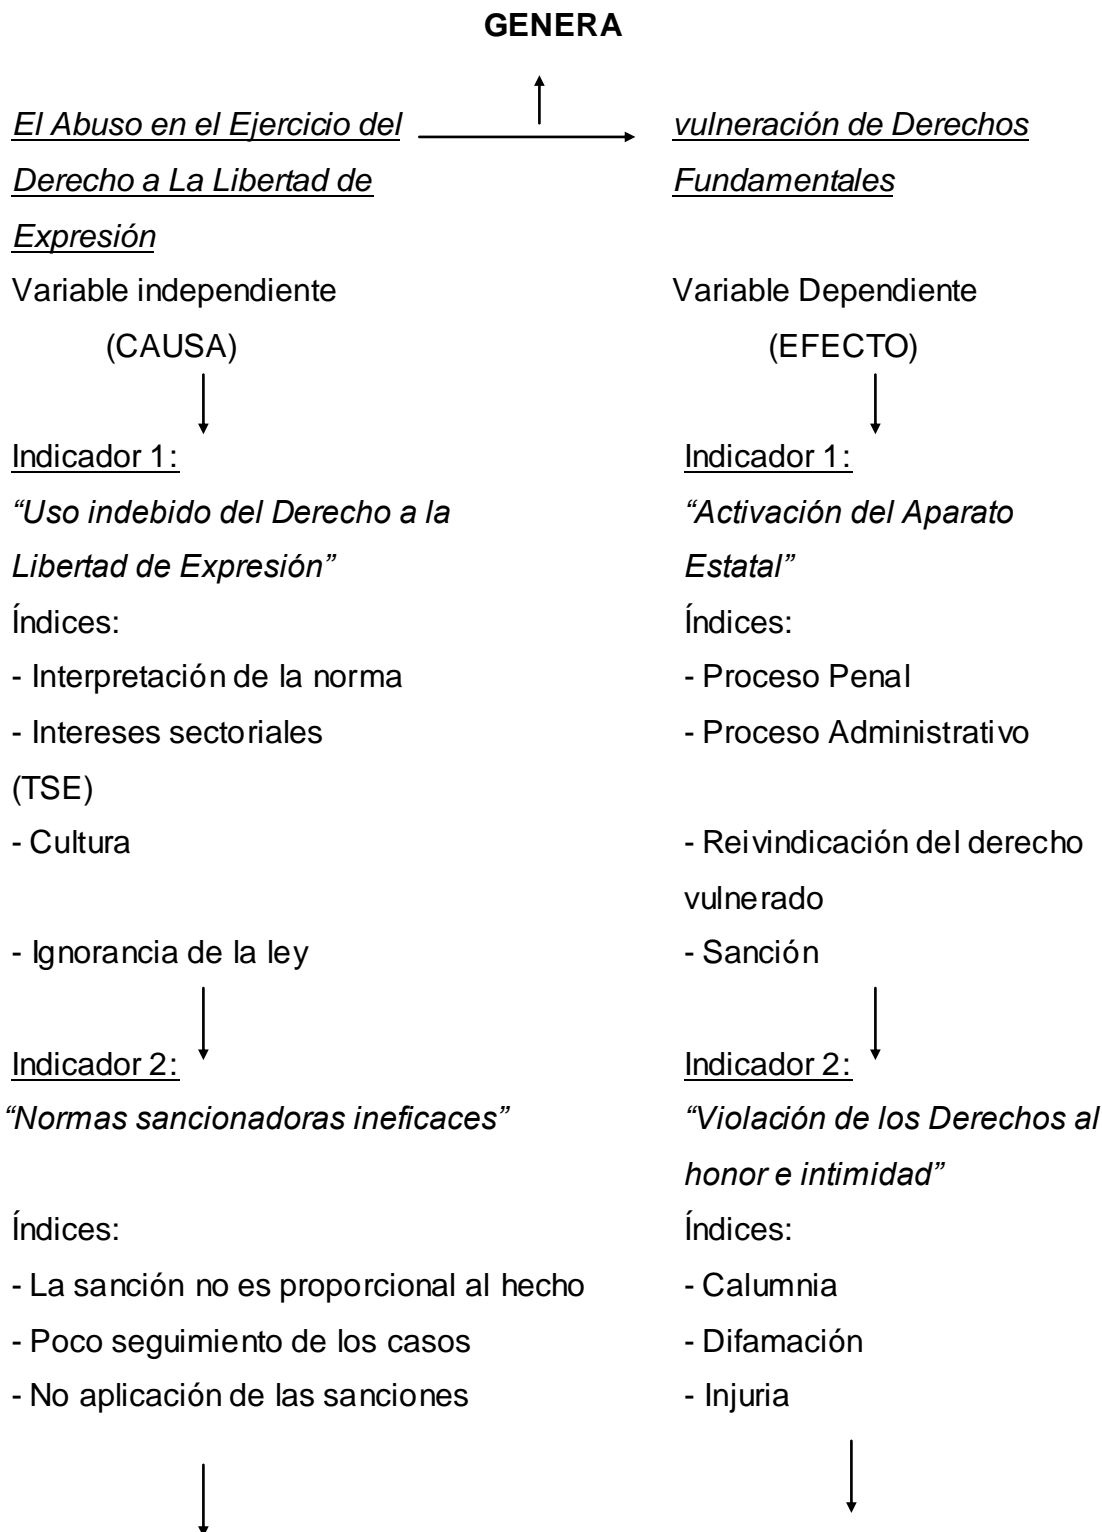 GENERA
El Abuso en el Ejercicio del
Derecho a La Libertad de
Expresión
vulneración de Derechos
Fundamentales
Variable independiente
(CAUSA)
Variable Dependiente
(EFECTO)
Indicador 1:
“Uso indebido del Derecho a la
Libertad de Expresión”
Índices:
- Interpretación de la norma
- Intereses sectoriales
(TSE)
- Cultura
- Ignorancia de la ley
Indicador 1:
“Activación del Aparato
Estatal”
Índices:
- Proceso Penal
- Proceso Administrativo
- Reivindicación del derecho
vulnerado
- Sanción
Indicador 2:
“Normas sancionadoras ineficaces”
Índices:
- La sanción no es proporcional al hecho
- Poco seguimiento de los casos
- No aplicación de las sanciones
Indicador 2:
“Violación de los Derechos al
honor e intimidad”
Índices:
- Calumnia
- Difamación
- Injuria